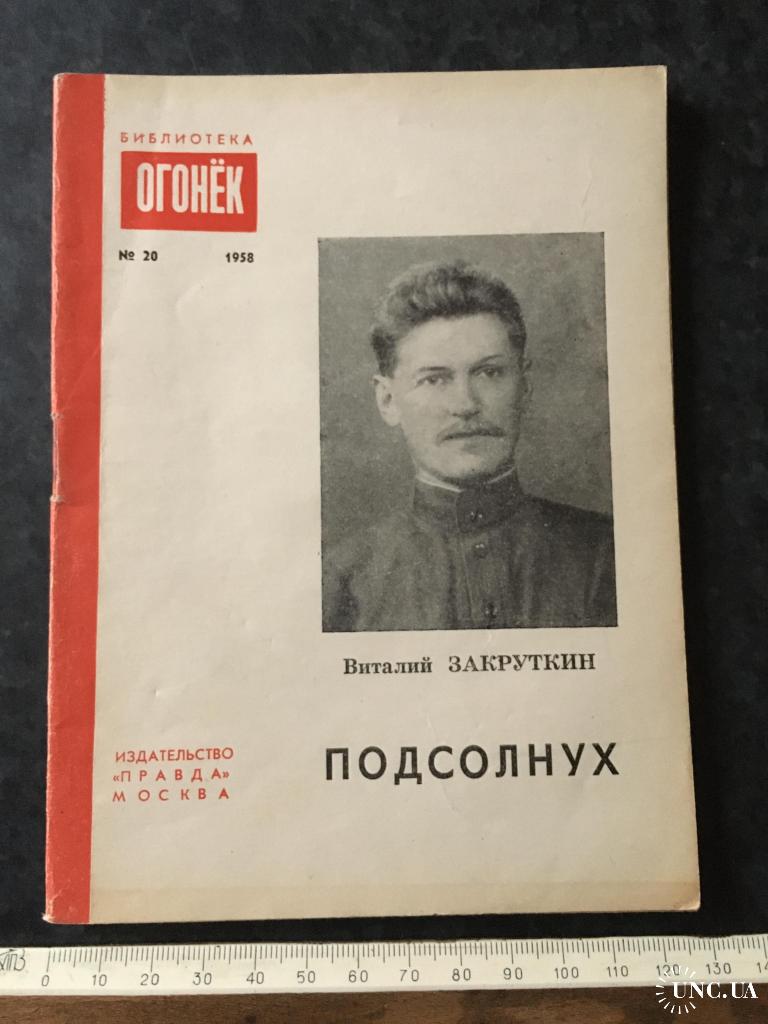 БИБЛИОТЕКА
ОГОНЁК
№ 20 1958
Виталий ЗАКРУТКИН
ПОДСОЛНУХ
ИЗДАТЕЛЬСТВО
«ПРАВДА»
МОСКВА
0 10 20 30 40 50 60 70 80 90 100 110 120 130
UNC.UA